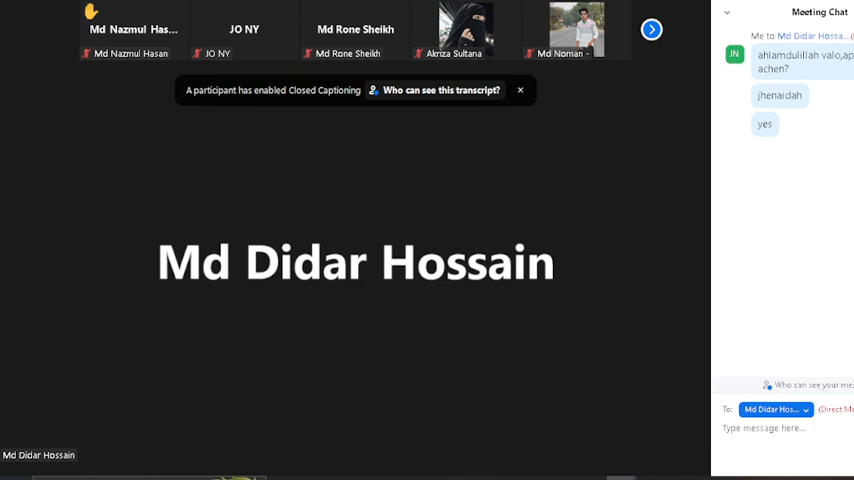 Md Nazmul Has...
JO NY
Md Rone Sheikh
Md Nazmul Hasan
JO NY
Md Rone Sheikh
Akriza Sultana
Md Noman -
A participant has enabled Closed Captioning
Who can see this transcript?
Md Didar Hossain
Md Didar Hossain
Meeting Chat
Me to Md Didar Hossa...
JN
ahlamdulillah valo,ap
achen?
jhenaidah
yes
Who can see your me
To:
Md Didar Hos...
(Direct Me
Type message here...